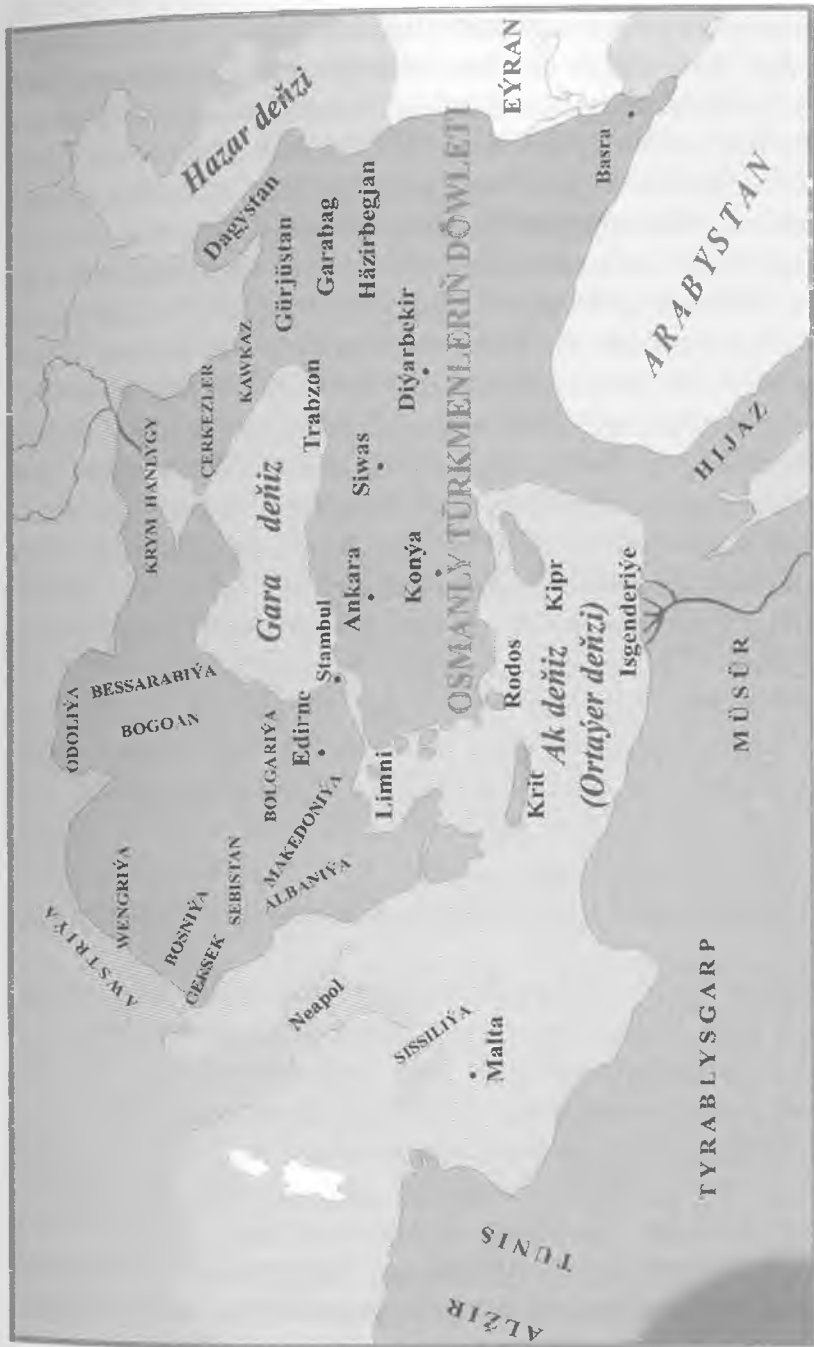 AWSTRIÝA
WENGRIÝA
BOSNIÝA
GERSEK
SEBISTAN
ODOLIÝA
BESSARABIÝA
BOGOAN
BOLGARIÝA
MAKEDONIÝA
ALBANIÝA
KRYM HANLYGY
ÇERKEZLER
KAWKAZ
Dagystan
Hazar deňzi
Gürjüstan
Garabag
Häzirbegjan
Gara deňiz
Edirne
Stambul
Trabzon
Ankara
Siwas
Konýa
Diýarbekir
EÝRAN
OSMANLY TÜRKMENLERIŇ DÖWLETI
Limni
Neapol
SISSILIÝA
Malta
Krit
Rodos
Kipr
Ak deňiz
(Ortaýer deňzi)
Isgenderiýe
Basra
ARABYSTAN
HIJAZ
MÜSÜR
TYRABLYSGARP
TUNIS
ALŽIR